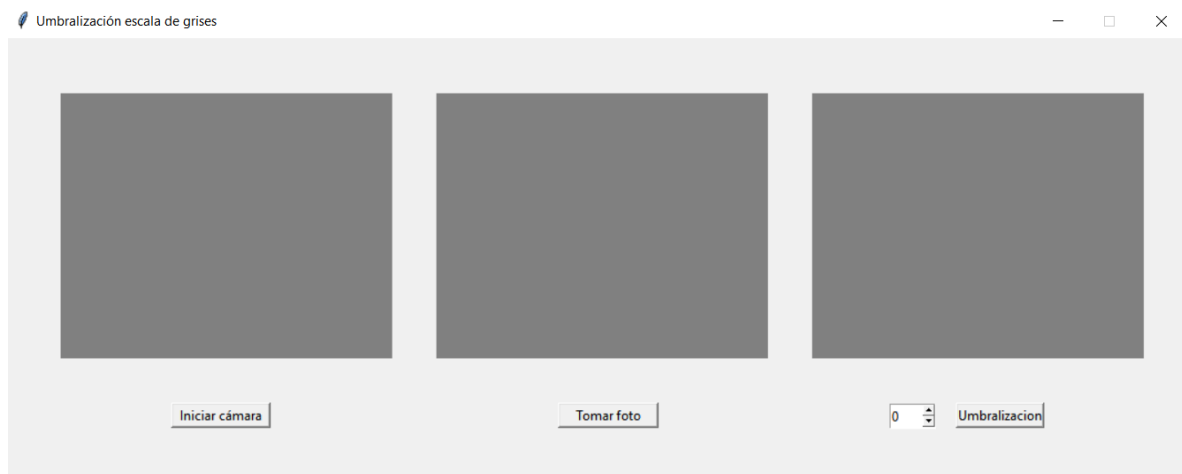 Umbralización escala de grises
Iniciar cámara
Tomar foto
0
Umbralizacion